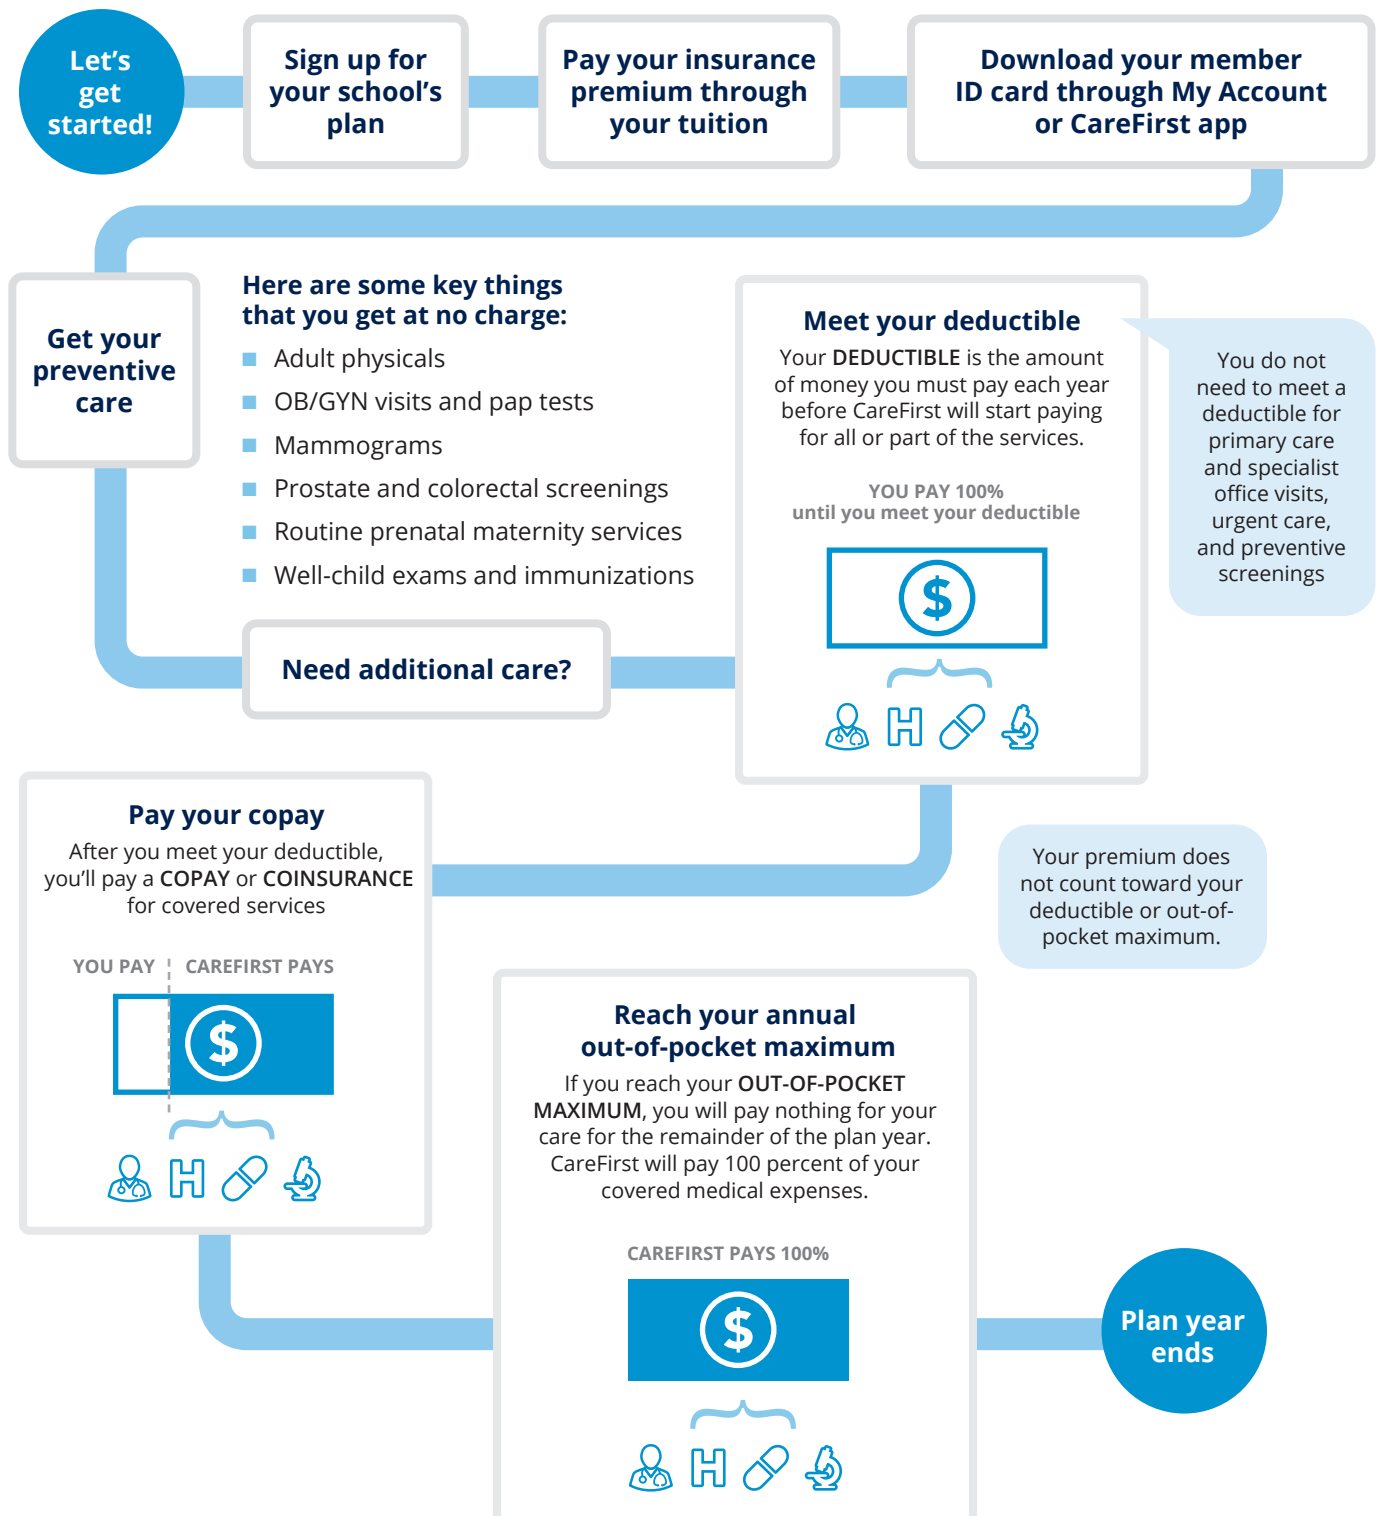 Let’s
get
started!
Sign up for
your school’s
plan
Pay your insurance
premium through
your tuition
Download your member
ID card through My Account
or CareFirst app
Get your
preventive
care
Here are some key things
that you get at no charge:
Adult physicals
OB/GYN visits and pap tests
Mammograms
Prostate and colorectal screenings
Routine prenatal maternity services
Well-child exams and immunizations
Need additional care?
Meet your deductible
Your DEDUCTIBLE is the amount
of money you must pay each year
before CareFirst will start paying
for all or part of the services.
YOU PAY 100%
until you meet your deductible
$
H
You do not
need to meet a
deductible for
primary care
and specialist
office visits,
urgent care,
and preventive
screenings
Pay your copay
After you meet your deductible,
you’ll pay a COPAY or COINSURANCE
for covered services
YOU PAY CAREFIRST PAYS
$
H
Your premium does
not count toward your
deductible or out-of-
pocket maximum.
Reach your annual
out-of-pocket maximum
If you reach your OUT-OF-POCKET
MAXIMUM, you will pay nothing for your
care for the remainder of the plan year.
CareFirst will pay 100 percent of your
covered medical expenses.
CAREFIRST PAYS 100%
$
H
Plan year
ends